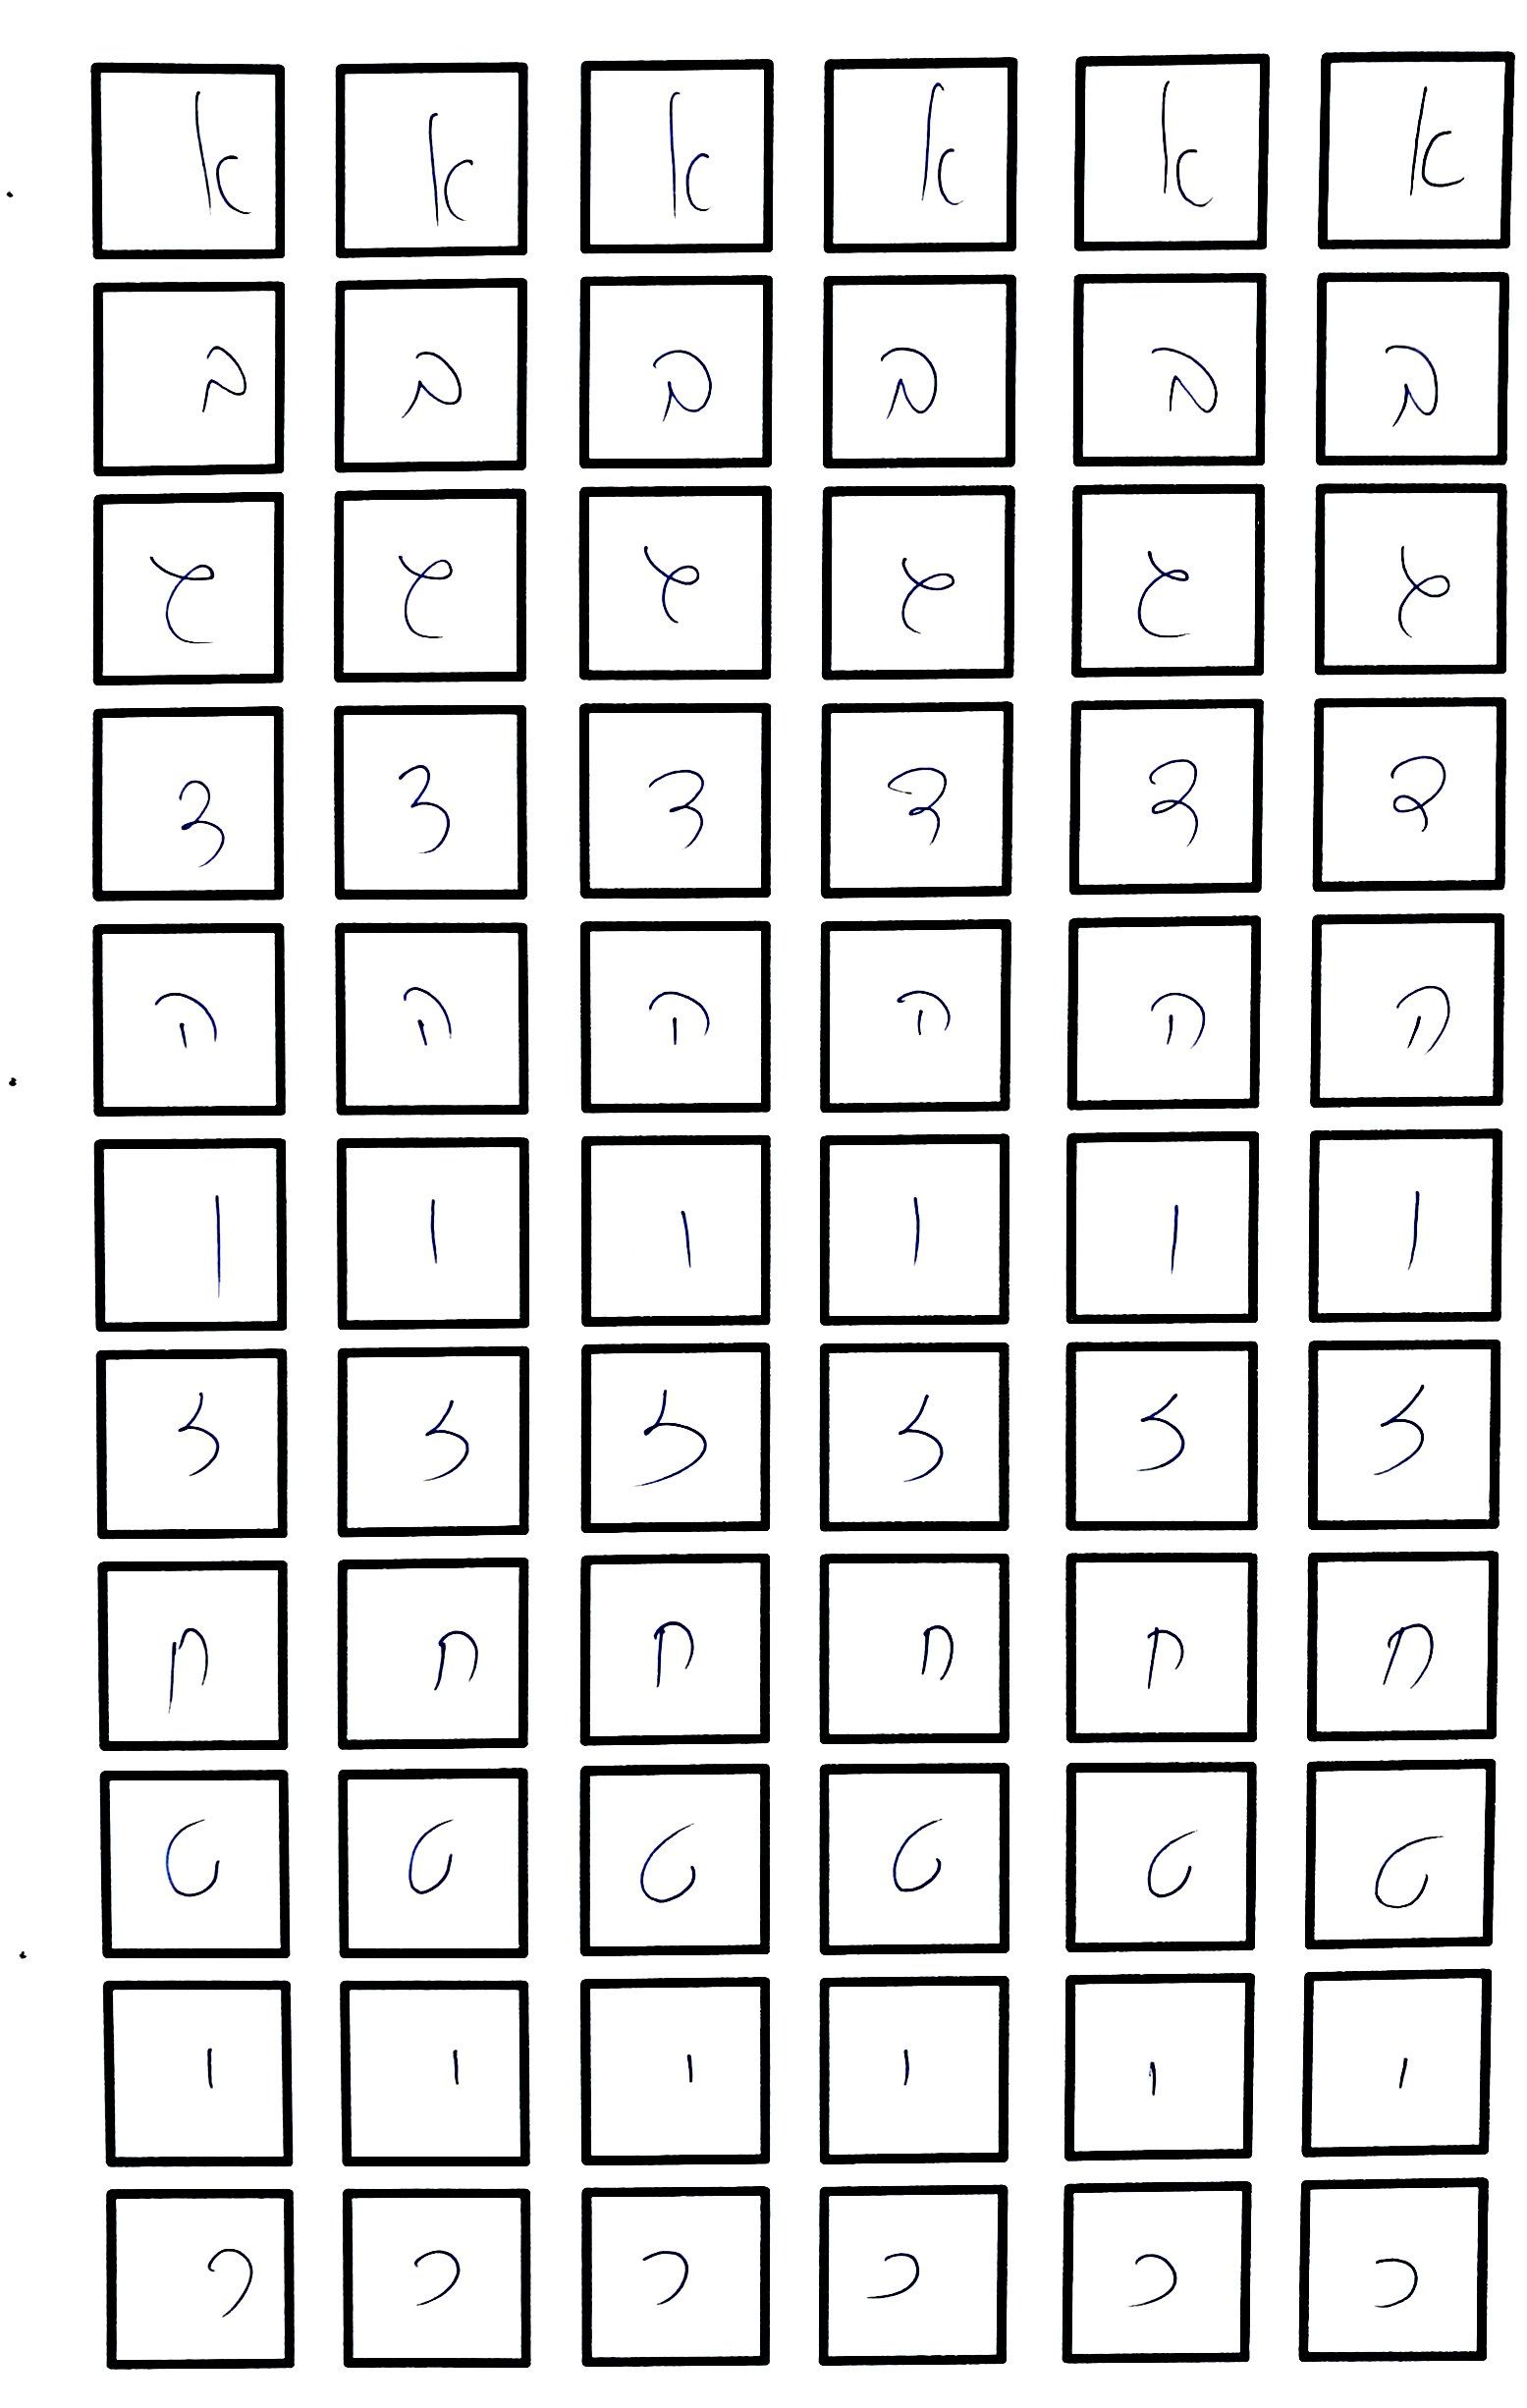 א א א א א א
ב ב ב ב ב ב
ג ג ג ג ג ג
ד ד ד ד ד ד
ה ה ה ה ה ה
ו ו ו ו ו ו
ז ז ז ז ז ז
ח ח ח ח ח ח
ט ט ט ט ט ט
י י י י י י
כ כ כ כ כ כ